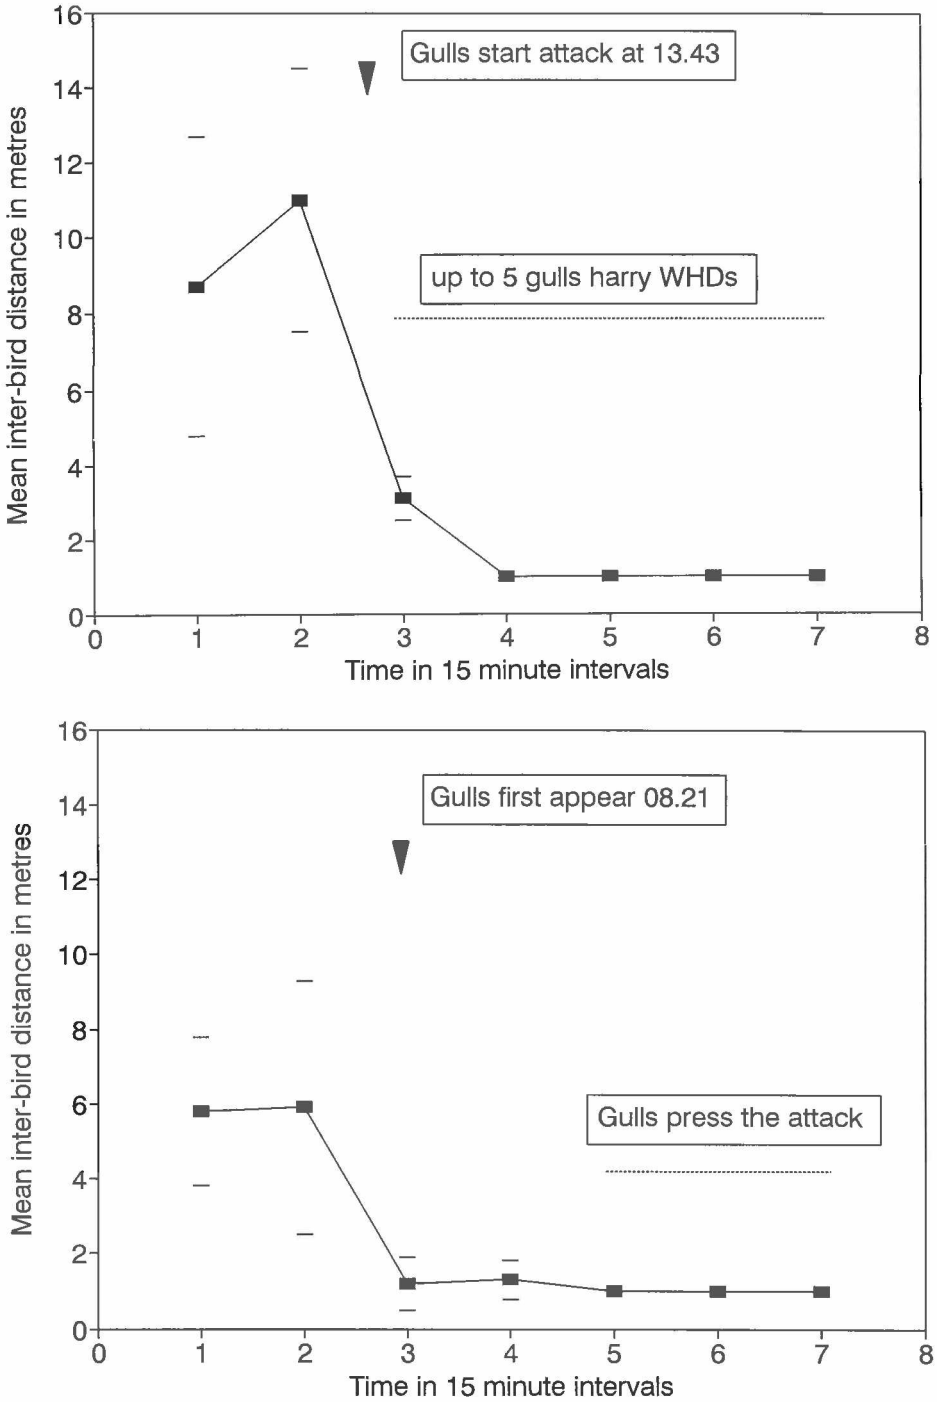 Mean inter-bird distance in metres
16
14
12
10
8
6
4
2
0
Gulls start attack at 13.43
up to 5 gulls harry WHDs
0 1 2 3 4 5 6 7 8
Time in 15 minute intervals
Mean inter-bird distance in metres
16
14
12
10
8
6
4
2
0
Gulls first appear 08.21
Gulls press the attack
0 1 2 3 4 5 6 7 8
Time in 15 minute intervals